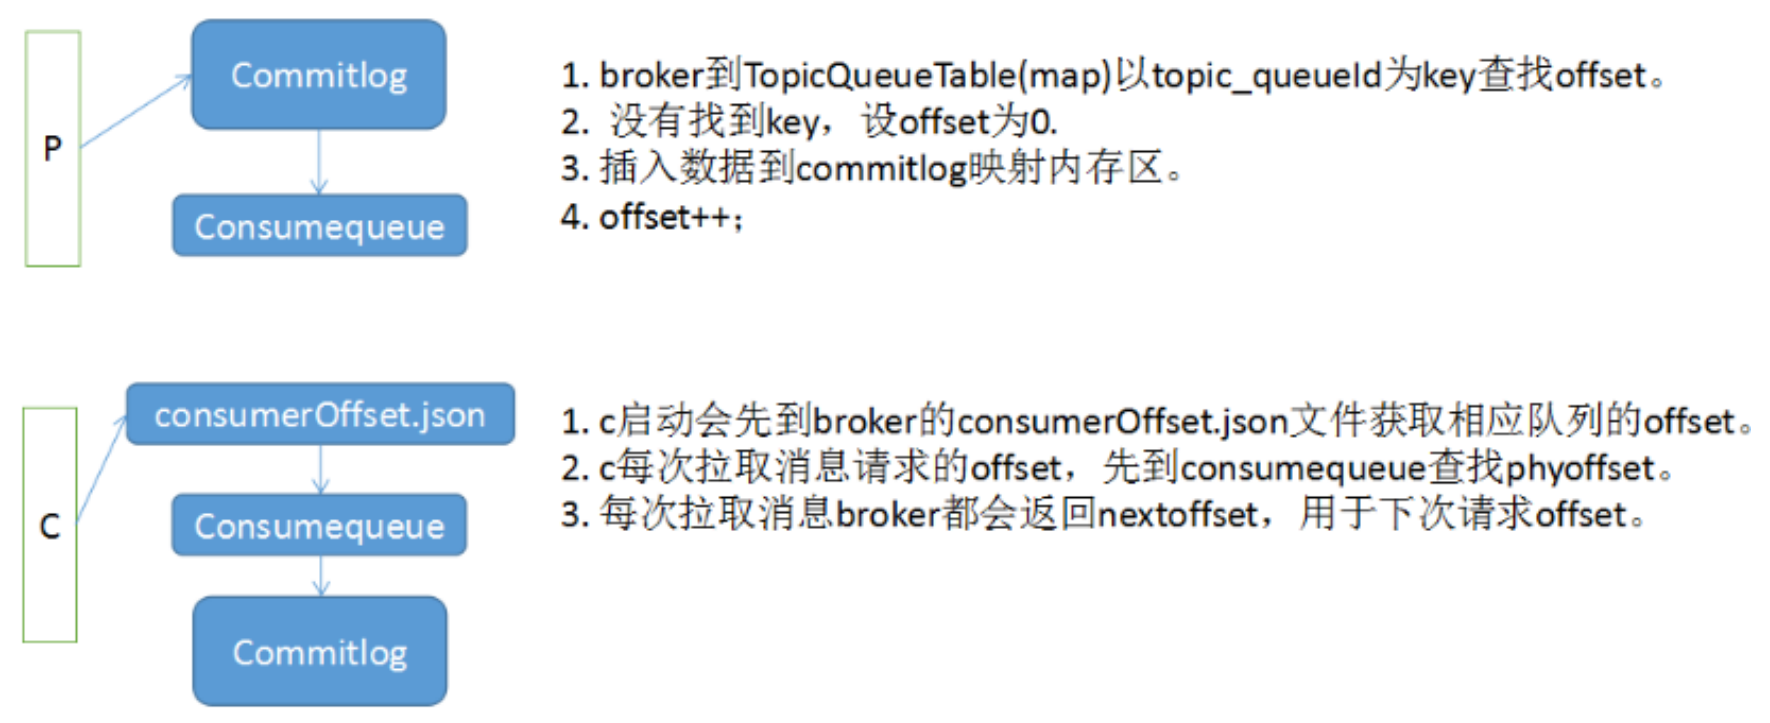 P
Commitlog
Consumequeue
1. broker到TopicQueueTable(map)以topic_queueId为key查找offset。
2. 没有找到key，设offset为0.
3. 插入数据到commitlog映射内存区。
4. offset++；
C
consumerOffset.json
Consumequeue
Commitlog
1. c启动会先到broker的consumerOffset.json文件获取相应队列的offset。
2. c每次拉取消息请求的offset，先到consumequeue查找phyoffset。
3. 每次拉取消息broker都会返回nextoffset，用于下次请求offset。